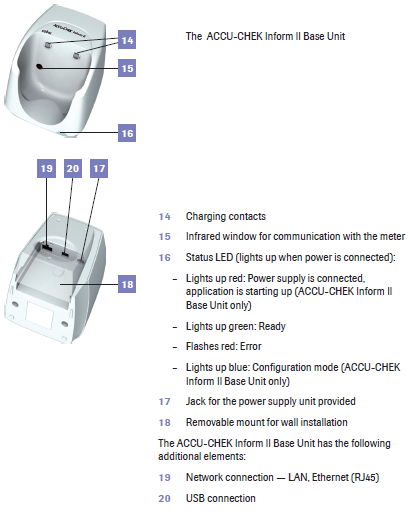 The ACCU-CHEK Inform II Base Unit
14
15
16
19 20 17
18
14 Charging contacts
15 Infrared window for communication with the meter
16 Status LED (lights up when power is connected):
– Lights up red: Power supply is connected,
application is starting up (ACCU-CHEK Inform II
Base Unit only)
– Lights up green: Ready
– Flashes red: Error
– Lights up blue: Configuration mode (ACCU-CHEK
Inform II Base Unit only)
17 Jack for the power supply unit provided
18 Removable mount for wall installation
The ACCU-CHEK Inform II Base Unit has the following
additional elements:
19 Network connection — LAN, Ethernet (RJ45)
20 USB connection